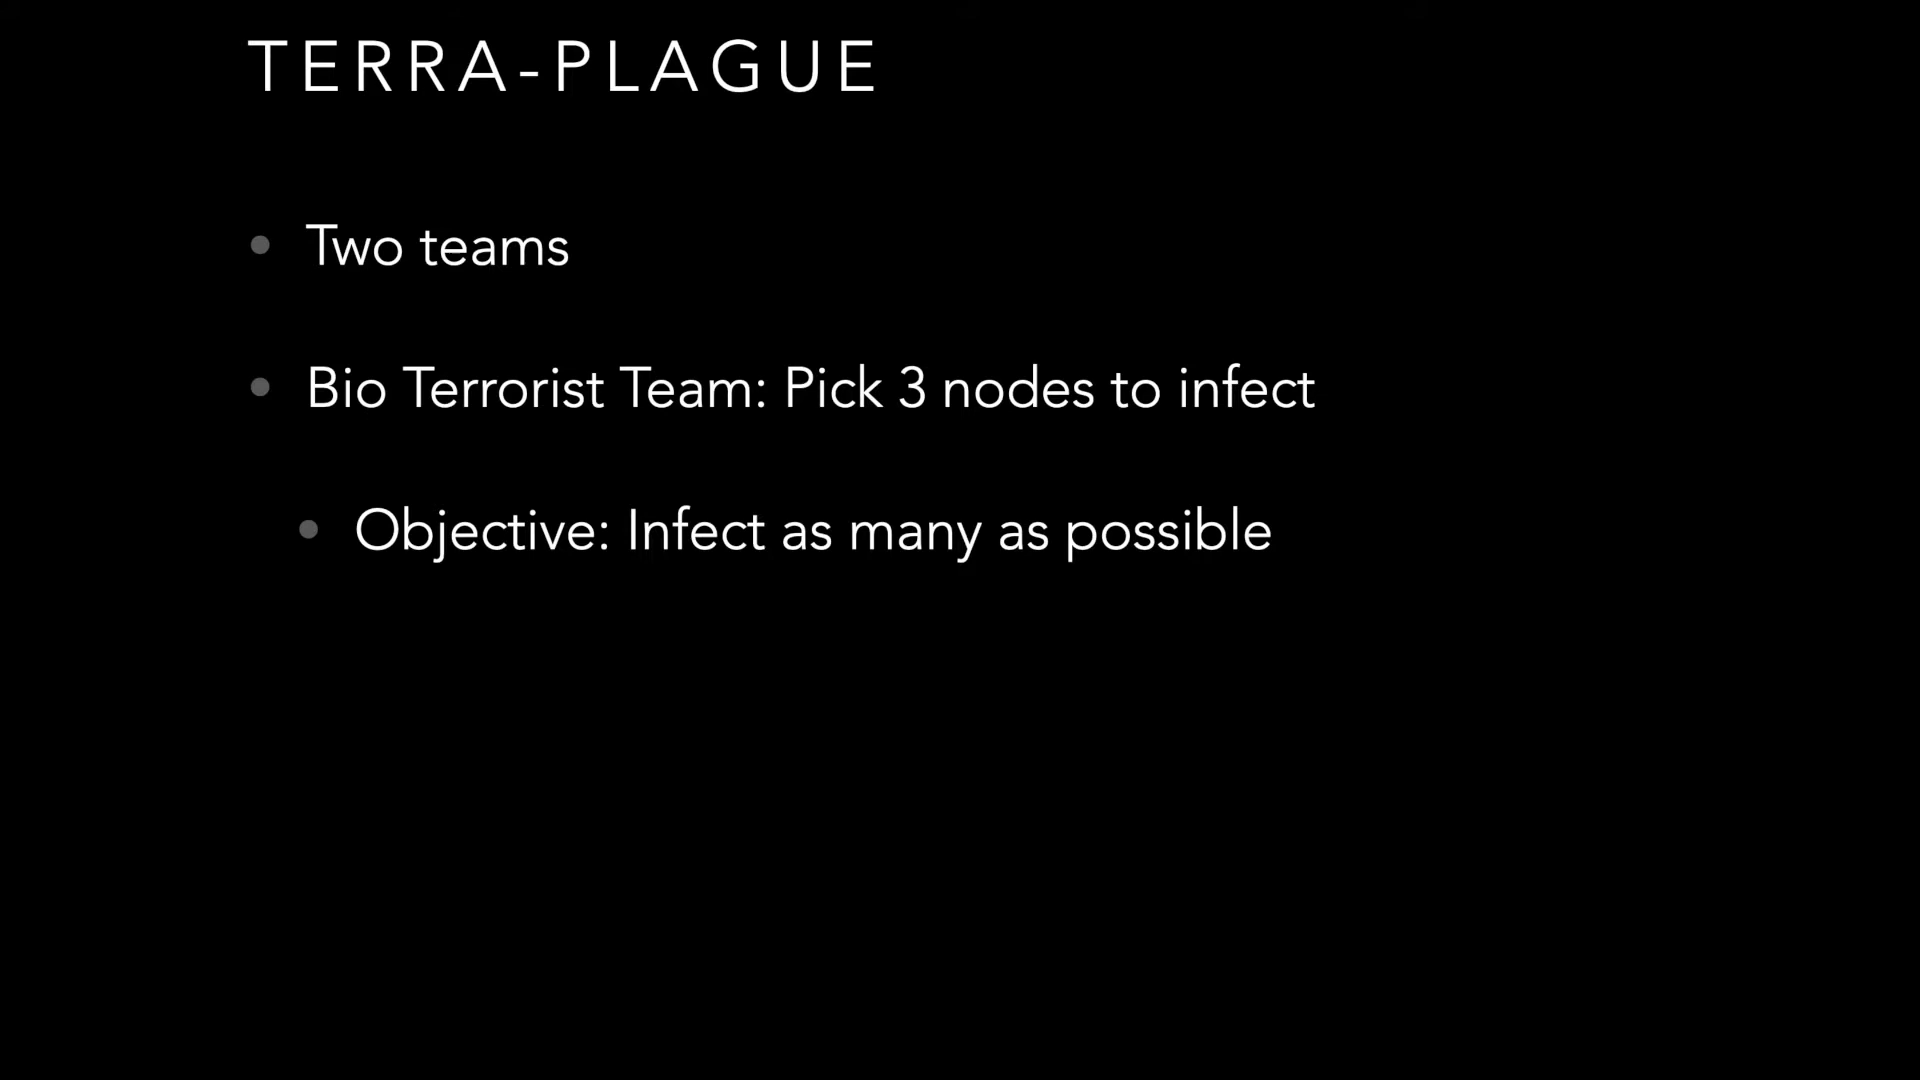 TERRA-PLAGUE
• Two teams
• Bio Terrorist Team: Pick 3 nodes to infect
• Objective: Infect as many as possible